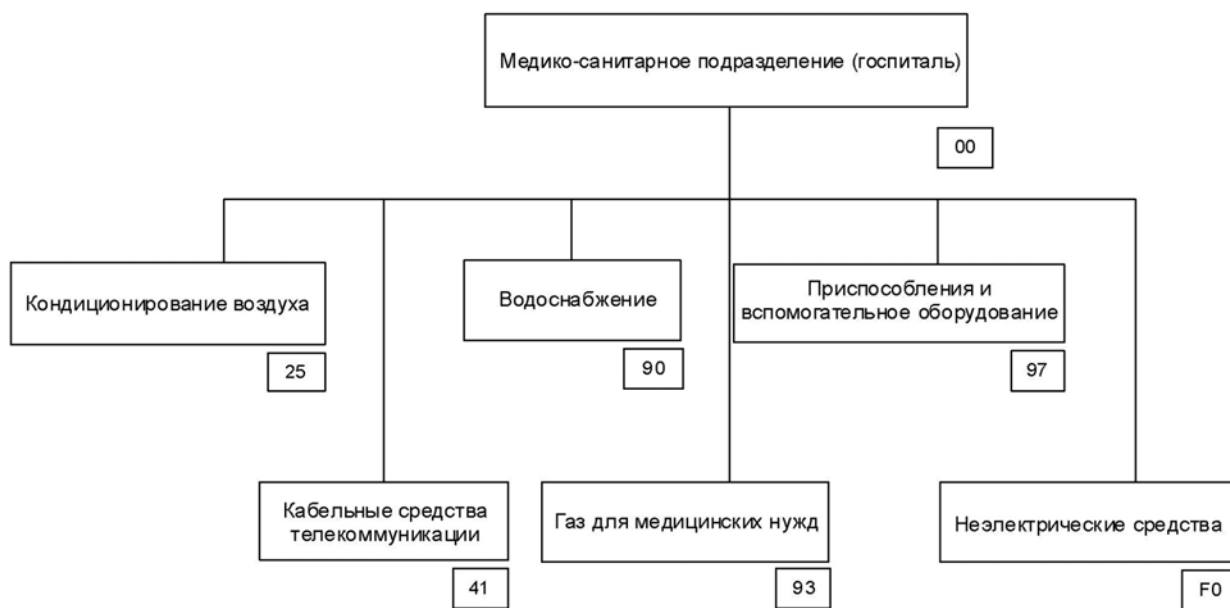 Медико-санитарное подразделение (госпиталь)
00
Кондиционирование воздуха
25
Водоснабжение
90
Приспособления и
вспомогательное оборудование
97
Кабельные средства
телекоммуникации
41
Газ для медицинских нужд
93
Неэлектрические средства
F0